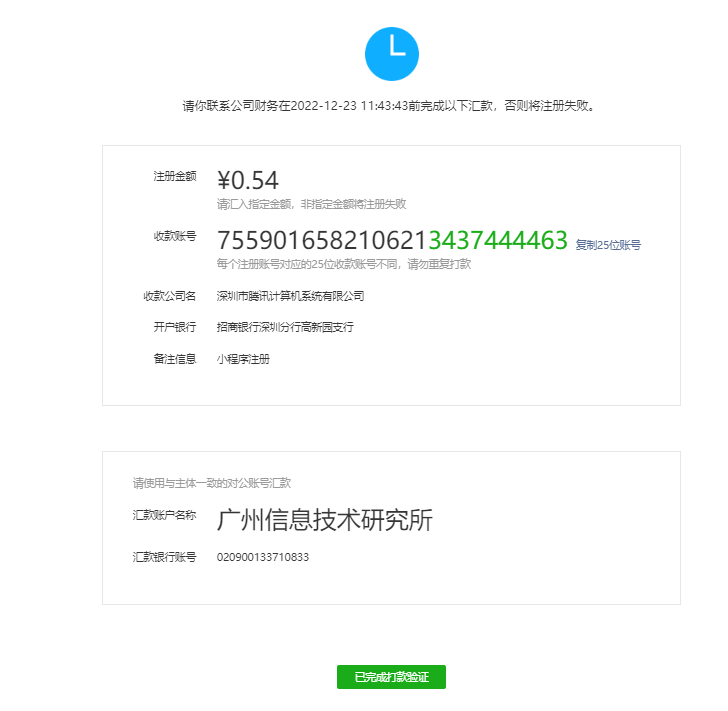 请你联系公司财务在2022-12-23 11:43:43前完成以下汇款，否则将注册失败。
注册金额 ¥0.54
请汇入指定金额，非指定金额将注册失败
收款账号 7559016582106213437444463 复制25位账号
每个注册账号对应的25位收款账号不同，请勿重复打款
收款公司名 深圳市腾讯计算机系统有限公司
开户银行 招商银行深圳分行高新园支行
备注信息 小程序注册
请使用与主体一致的对公账号汇款
汇款账户名称 广州信息技术研究所
汇款银行账号 020900133710833
已完成打款验证